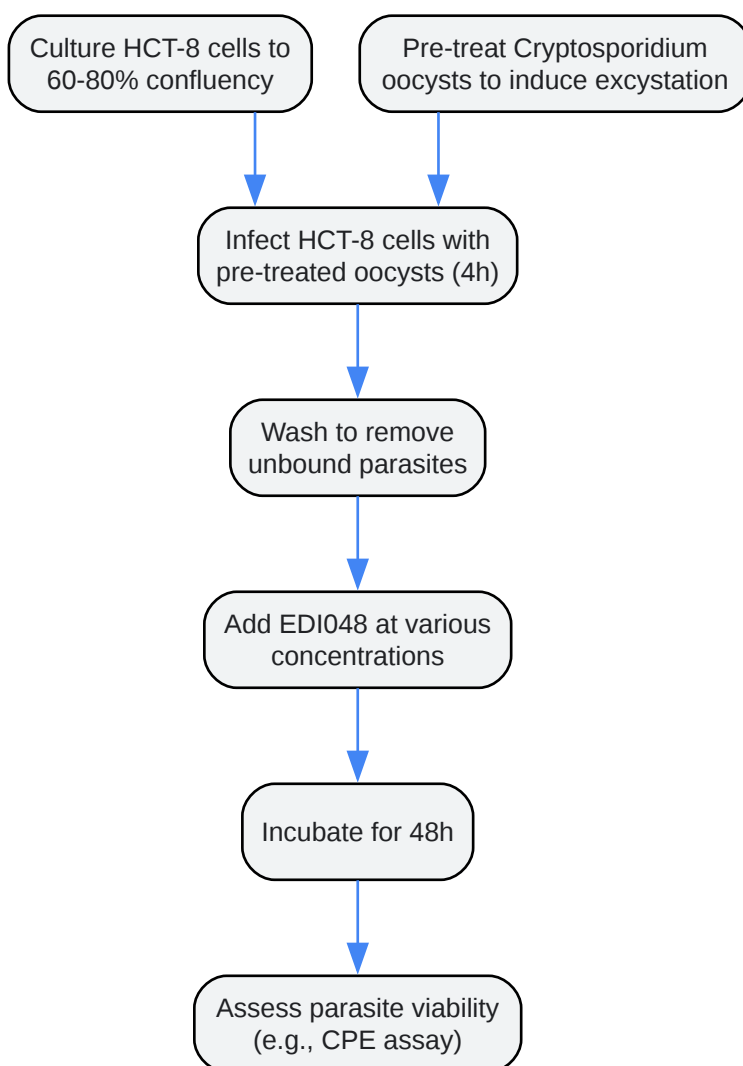 Culture HCT-8 cells to
60-80% confluency
Pre-treat Cryptosporidium
oocysts to induce excystation
Infect HCT-8 cells with
pre-treated oocysts (4h)
Wash to remove
unbound parasites
Add EDI048 at various
concentrations
Incubate for 48h
Assess parasite viability
(e.g., CPE assay)